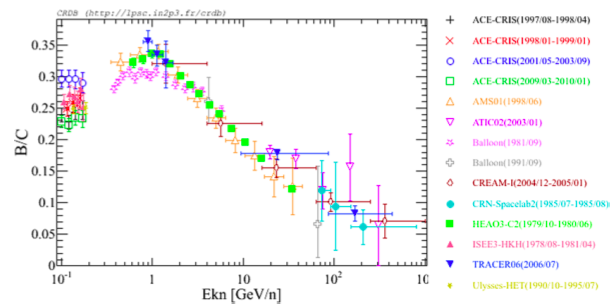 CRDB (http://lpsc.in2p3.fr/crdb)
B/C
0.35
0.3
0.25
0.2
0.15
0.1
0.05
0
10⁻¹ 1 10 10² 10³
Ekn [GeV/n]
ACE-CRIS(1997/08-1998/04)
ACE-CRIS(1998/01-1999/01)
ACE-CRIS(2001/05-2003/09)
ACE-CRIS(2009/03-2010/01)
AMS01(1998/06)
ATIC02(2003/01)
Balloon(1981/09)
Balloon(1991/09)
CREAM-I(2004/12-2005/01)
CRN-Spacelab2(1985/07-1985/08)
HEAO3-C2(1979/10-1980/06)
ISEE3-HKH(1978/08-1981/04)
TRACER06(2006/07)
Ulysses-HET(1990/10-1995/07)